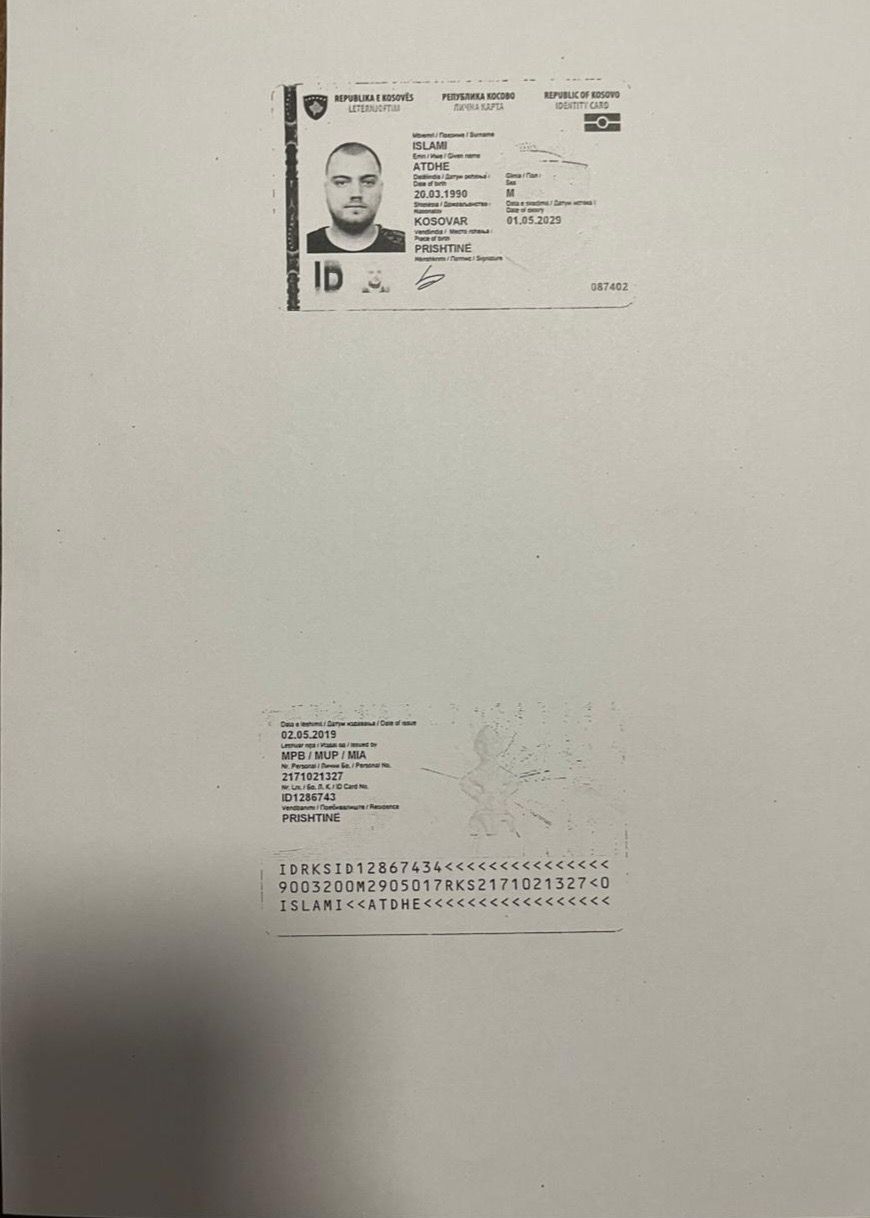 REPUBLIKA E KOSOVËS РЕПУБЛИКА КОСОВО REPUBLIC OF KOSOVO
LETËRNJOFTIM ЛИЧНА КАРТА IDENTITY CARD
Mbiemri / Презиме / Surname
ISLAMI
Emri / Име / Given name
ATDHE
Datëlindja / Датум рођења / Gjinia / Пол /
Date of birth Sex
20.03.1990 M
Shtetësia / Држављанство / Data e skadimit / Датум истека /
Nationality Date of expiry
KOSOVAR 01.05.2029
Vendlindja / Место рођења /
Place of birth
PRISHTINË
Nënshkrimi / Потпис / Signature
ID
087402
Data e lëshimit / Датум издавања / Date of issue
02.05.2019
Lëshuar nga / Издао од / Issued by
MPB / MUP / MIA
Nr. Personal / Лични Бр. / Personal No.
2171021327
Nr. Ln. / Бр. Л. К. / ID Card No.
ID1286743
Vendbanimi / Пребивалиште / Residence
PRISHTINË
IDRKSID12867434<<<<<<<<<<<<<<<
9003200M2905017RKS2171021327<0
ISLAMI<<ATDHE<<<<<<<<<<<<<<<<<